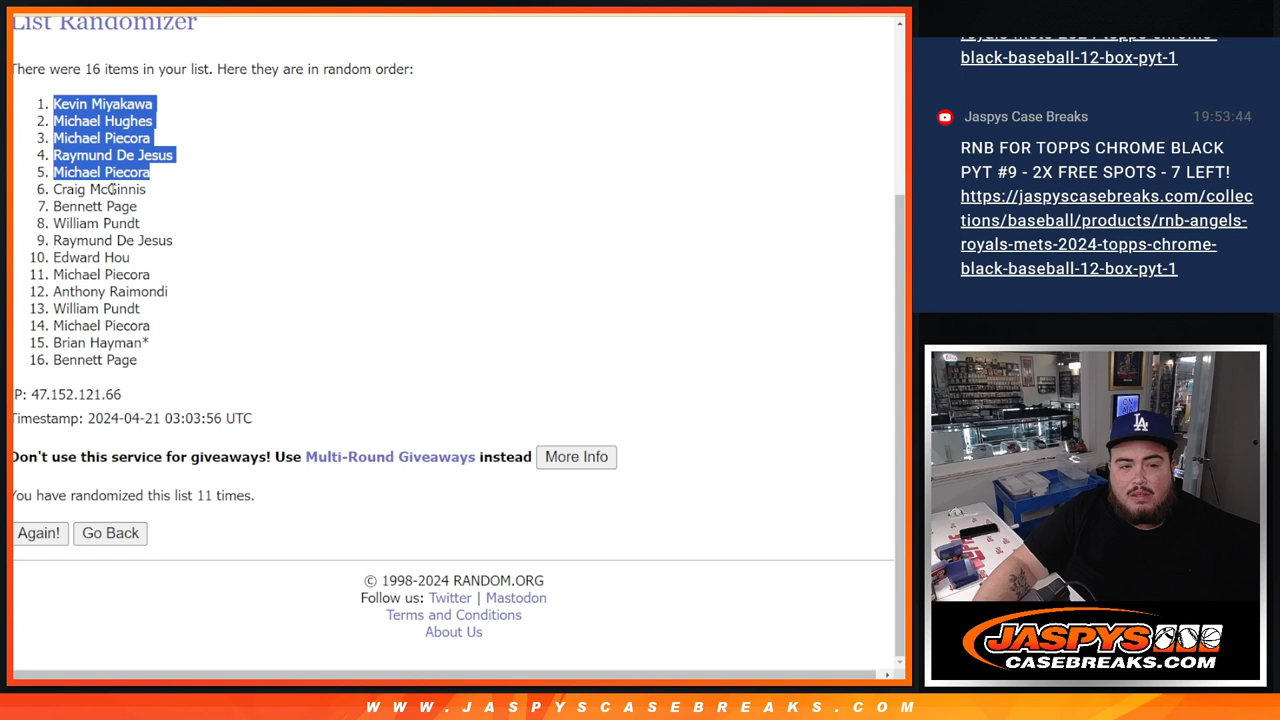 List Randomizer
There were 16 items in your list. Here they are in random order:
1. Kevin Miyakawa
2. Michael Hughes
3. Michael Piecora
4. Raymund De Jesus
5. Michael Piecora
6. Craig McGinnis
7. Bennett Page
8. William Pundt
9. Raymund De Jesus
10. Edward Hou
11. Michael Piecora
12. Anthony Raimondi
13. William Pundt
14. Michael Piecora
15. Brian Hayman*
16. Bennett Page
P: 47.152.121.66
Timestamp: 2024-04-21 03:03:56 UTC
Don't use this service for giveaways! Use Multi-Round Giveaways instead More Info
You have randomized this list 11 times.
Again! Go Back
© 1998-2024 RANDOM.ORG
Follow us: Twitter | Mastodon
Terms and Conditions
About Us
royals-mets-2024-topps-chrome-
black-baseball-12-box-pyt-1
Jaspys Case Breaks 19:53:44
RNB FOR TOPPS CHROME BLACK
PYT #9 - 2X FREE SPOTS - 7 LEFT!
https://jaspyscasebreaks.com/collec
tions/baseball/products/rnb-angels-
royals-mets-2024-topps-chrome-
black-baseball-12-box-pyt-1
LA
JASPYS
CASEBREAKS.COM
WWW.JASPYSCASEBREAKS.COM